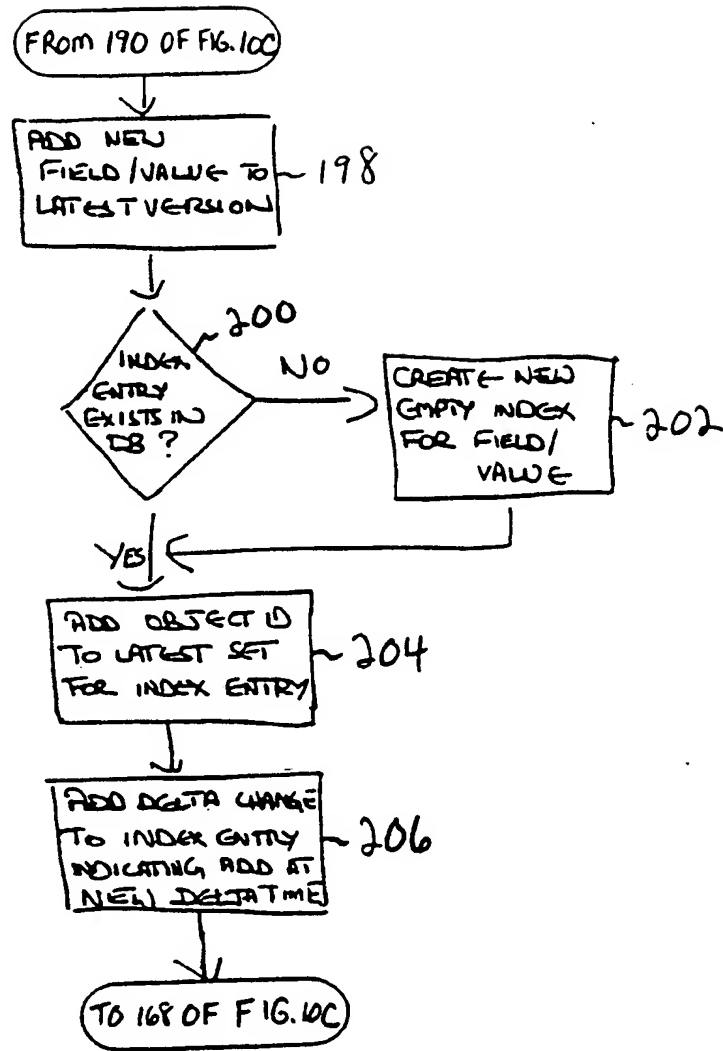 FROM 190 OF FIG. 10C
ADD NEW
FIELD/VALUE TO
LATEST VERSION
198
200
INDEX
ENTRY
EXISTS IN
DB?
NO
CREATE NEW
EMPTY INDEX
FOR FIELD/
VALUE
202
YES
ADD OBJECT ID
TO LATEST SET
FOR INDEX ENTRY
204
ADD DELTA CHANGE
TO INDEX ENTRY
INDICATING ADD AT
NEW DELTA TIME
206
TO 168 OF FIG. 10C